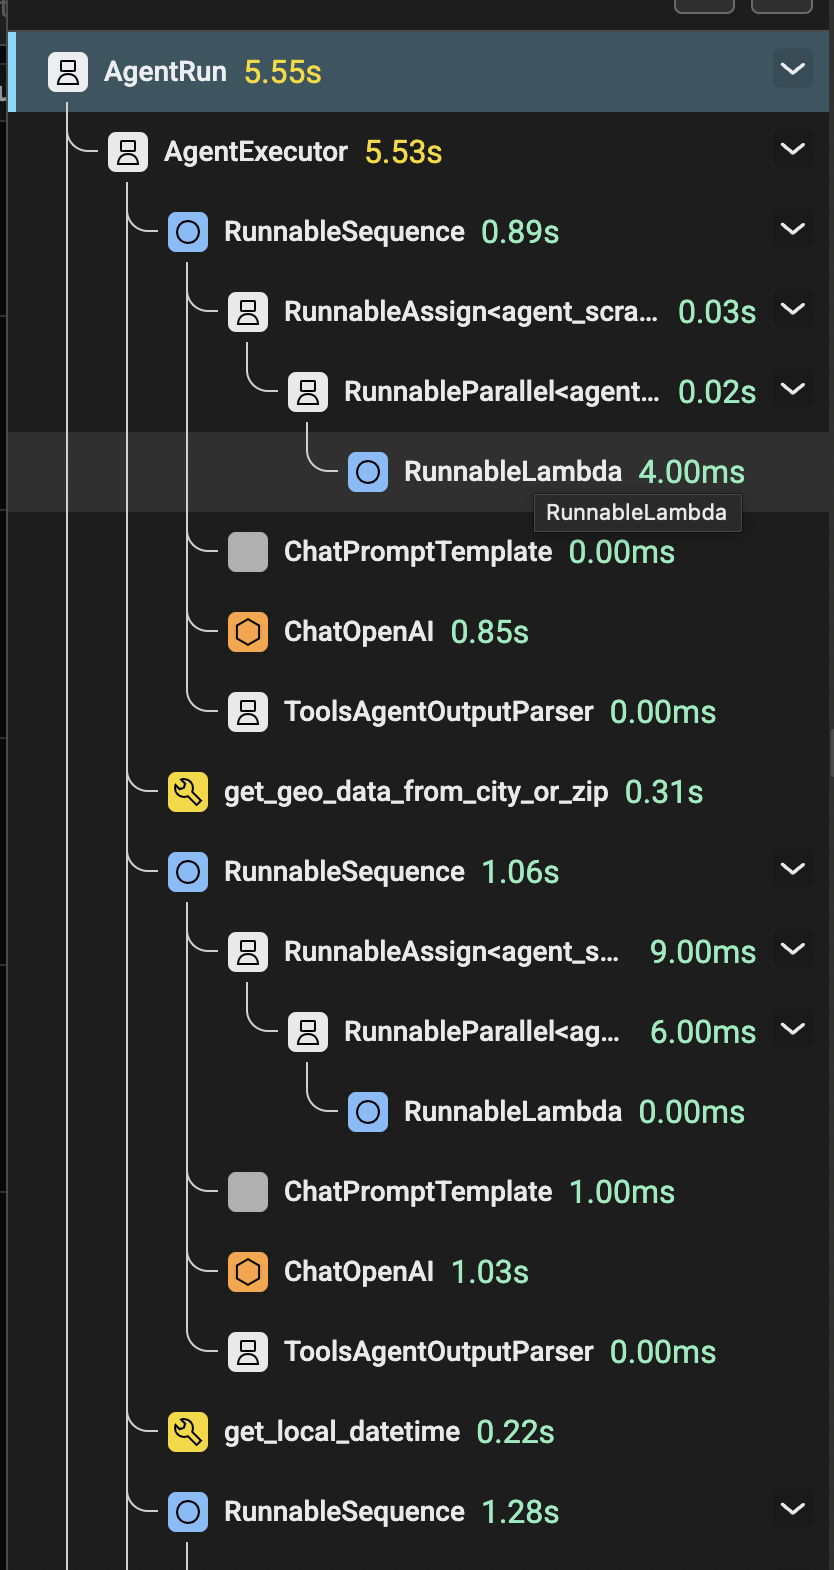 AgentRun 5.55s
AgentExecutor 5.53s
RunnableSequence 0.89s
RunnableAssign<agent_scra... 0.03s
RunnableParallel<agent... 0.02s
RunnableLambda 4.00ms
RunnableLambda
ChatPromptTemplate 0.00ms
ChatOpenAI 0.85s
ToolsAgentOutputParser 0.00ms
get_geo_data_from_city_or_zip 0.31s
RunnableSequence 1.06s
RunnableAssign<agent_s... 9.00ms
RunnableParallel<ag... 6.00ms
RunnableLambda 0.00ms
ChatPromptTemplate 1.00ms
ChatOpenAI 1.03s
ToolsAgentOutputParser 0.00ms
get_local_datetime 0.22s
RunnableSequence 1.28s